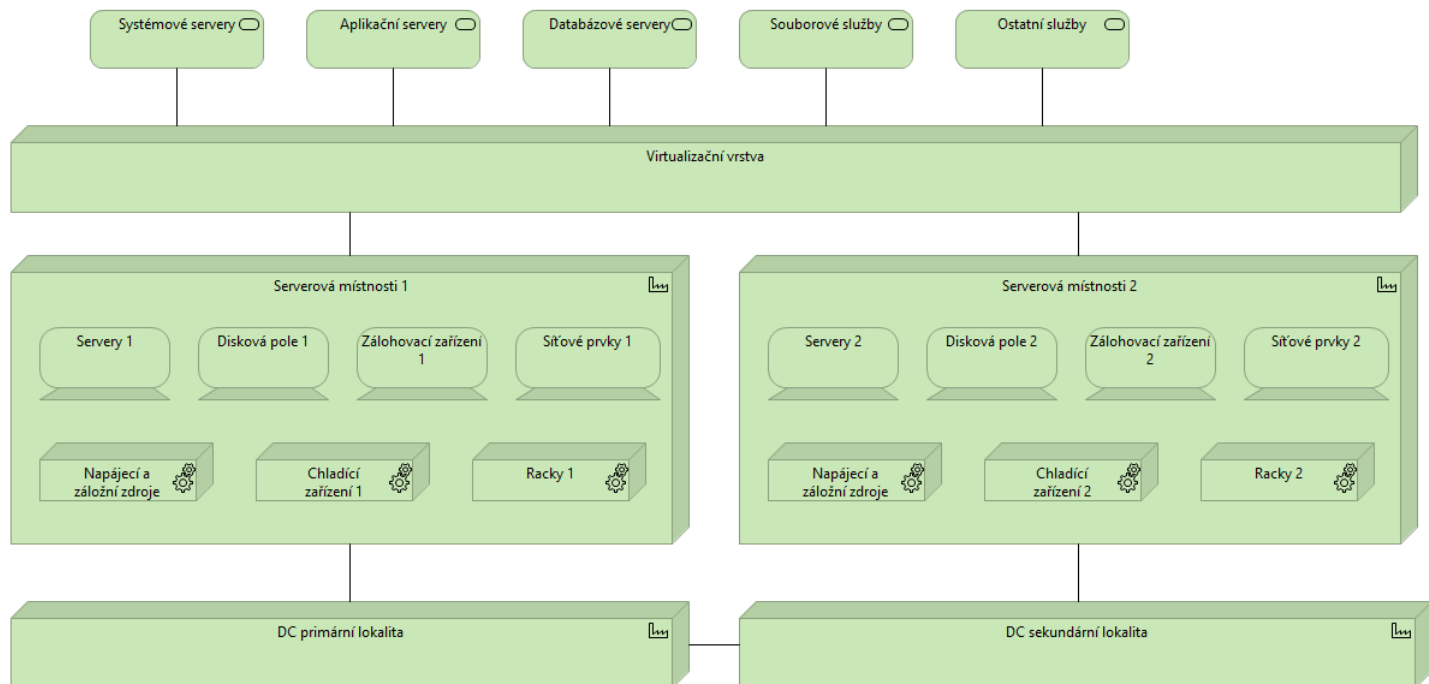 Systémové servery
Aplikační servery
Databázové servery
Souborové služby
Ostatní služby
Virtualizační vrstva
Serverová místnosti 1
Servery 1
Disková pole 1
Zálohovací zařízení
1
Síťové prvky 1
Napájecí a
záložní zdroje
Chladící
zařízení 1
Racky 1
Serverová místnosti 2
Servery 2
Disková pole 2
Zálohovací zařízení
2
Síťové prvky 2
Napájecí a
záložní zdroje
Chladící
zařízení 2
Racky 2
DC primární lokalita
DC sekundární lokalita